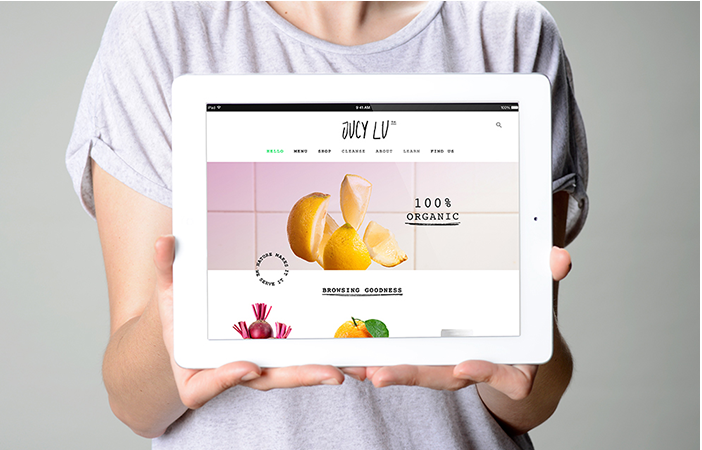 iPad 9:41 AM 100%
JUCY LU
HELLO MENU SHOP CLEANSE ABOUT LEARN FIND US
100%
ORGANIC
NATURE MAKES IT
WE SERVE IT
BROWSING GOODNESS